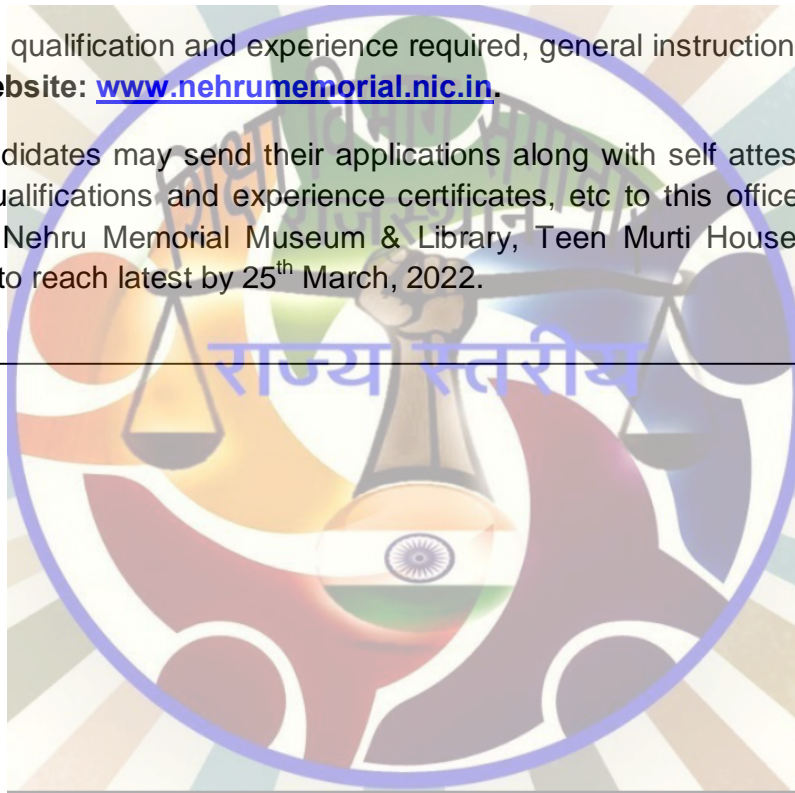 qualification and experience required, general instruction
ebsite: www.nehrumemorial.nic.in.
didates may send their applications along with self attes
ualifications and experience certificates, etc to this office
Nehru Memorial Museum & Library, Teen Murti House
to reach latest by 25th March, 2022.
शिक्षा विभाग समाचार
राजस्थान
राज्य स्तरीय